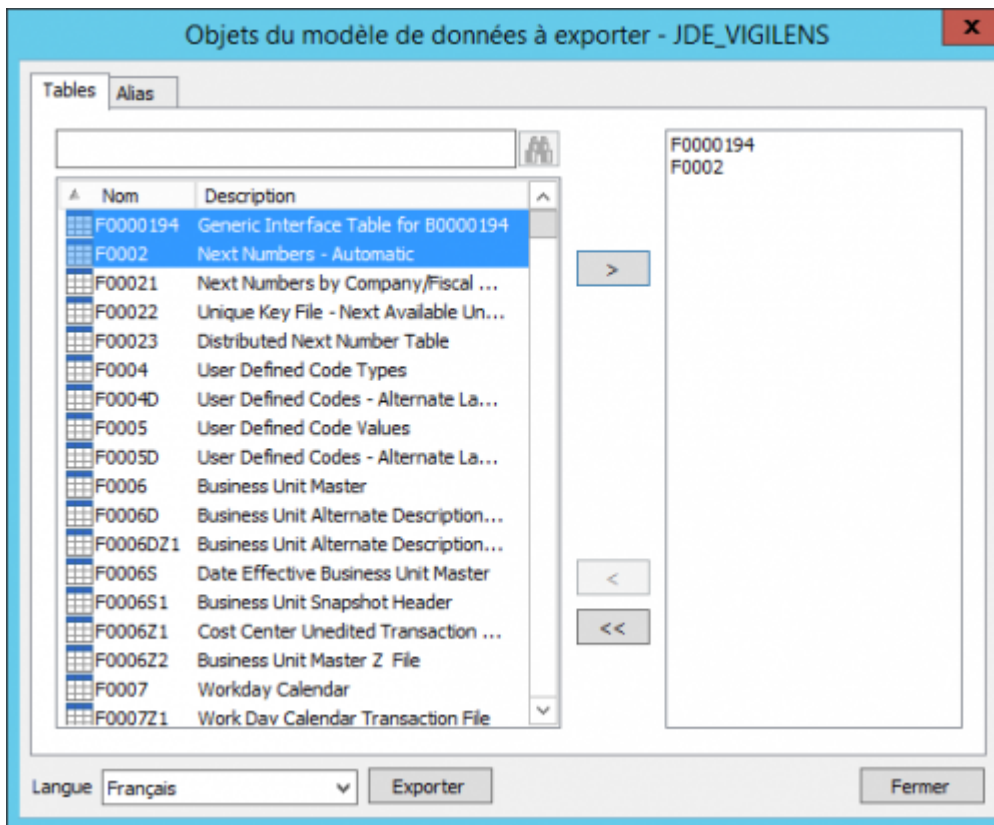 Objets du modèle de données à exporter - JDE_VIGILENS
x
Tables Alias
Nom Description
F0000194 Generic Interface Table for B0000194
F0002 Next Numbers - Automatic
F00021 Next Numbers by Company/Fiscal ...
F00022 Unique Key File - Next Available Un...
F00023 Distributed Next Number Table
F0004 User Defined Code Types
F0004D User Defined Codes - Alternate La...
F0005 User Defined Code Values
F0005D User Defined Codes - Alternate La...
F0006 Business Unit Master
F0006D Business Unit Alternate Description...
F0006DZ1 Business Unit Alternate Description...
F0006S Date Effective Business Unit Master
F0006S1 Business Unit Snapshot Header
F0006Z1 Cost Center Unedited Transaction ...
F0006Z2 Business Unit Master Z File
F0007 Workday Calendar
F0007Z1 Work Day Calendar Transaction File
>
<
<<
F0000194
F0002
Langue Français Exporter Fermer